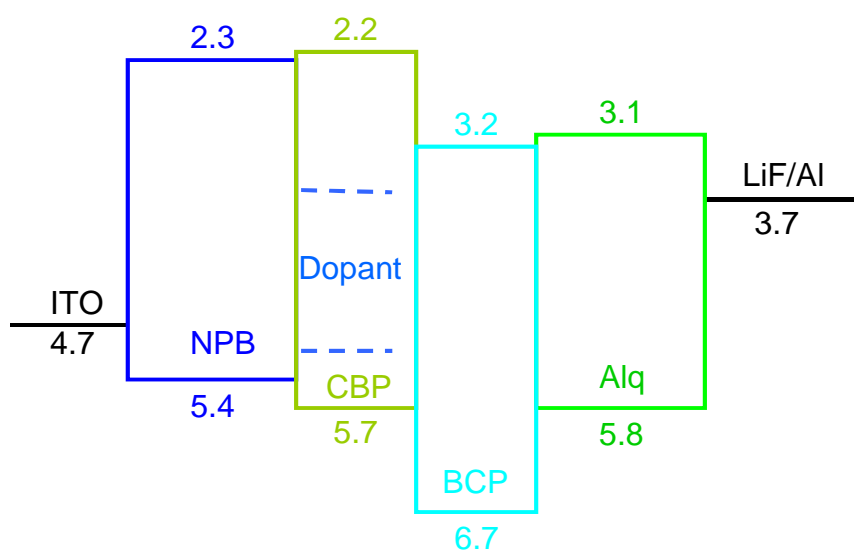 2.3
2.2
3.2
3.1
LiF/Al
3.7
Dopant
ITO
4.7
NPB
5.4
CBP
5.7
Alq
5.8
BCP
6.7